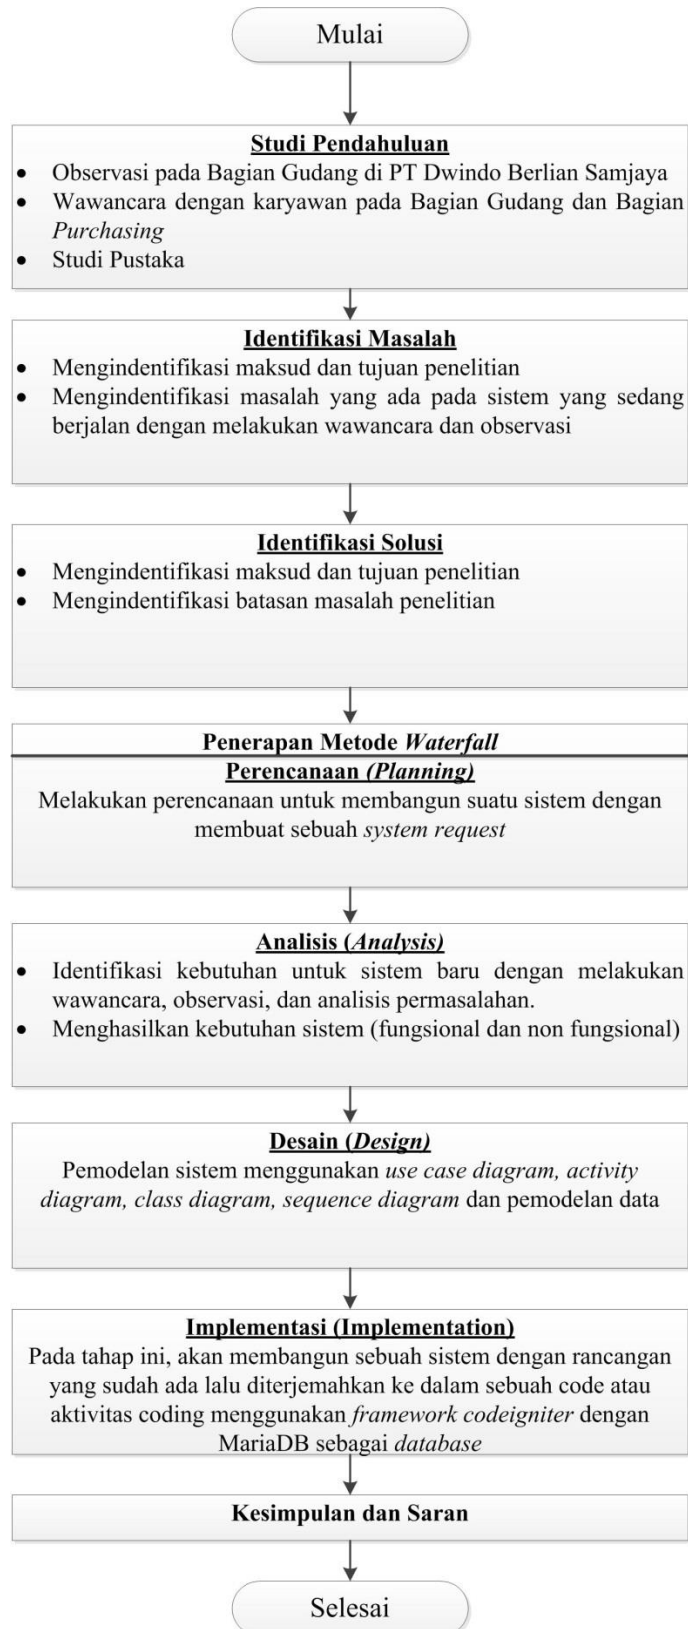 Mulai
Studi Pendahuluan
• Observasi pada Bagian Gudang di PT Dwindo Berlian Samjaya
• Wawancara dengan karyawan pada Bagian Gudang dan Bagian
Purchasing
• Studi Pustaka
Identifikasi Masalah
• Mengindentifikasi maksud dan tujuan penelitian
• Mengindentifikasi masalah yang ada pada sistem yang sedang
berjalan dengan melakukan wawancara dan observasi
Identifikasi Solusi
• Mengindentifikasi maksud dan tujuan penelitian
• Mengindentifikasi batasan masalah penelitian
Penerapan Metode Waterfall
Perencanaan (Planning)
Melakukan perencanaan untuk membangun suatu sistem dengan
membuat sebuah system request
Analisis (Analysis)
• Identifikasi kebutuhan untuk sistem baru dengan melakukan
wawancara, observasi, dan analisis permasalahan.
• Menghasilkan kebutuhan sistem (fungsional dan non fungsional)
Desain (Design)
Pemodelan sistem menggunakan use case diagram, activity
diagram, class diagram, sequence diagram dan pemodelan data
Implementasi (Implementation)
Pada tahap ini, akan membangun sebuah sistem dengan rancangan
yang sudah ada lalu diterjemahkan ke dalam sebuah code atau
aktivitas coding menggunakan framework codeigniter dengan
MariaDB sebagai database
Kesimpulan dan Saran
Selesai